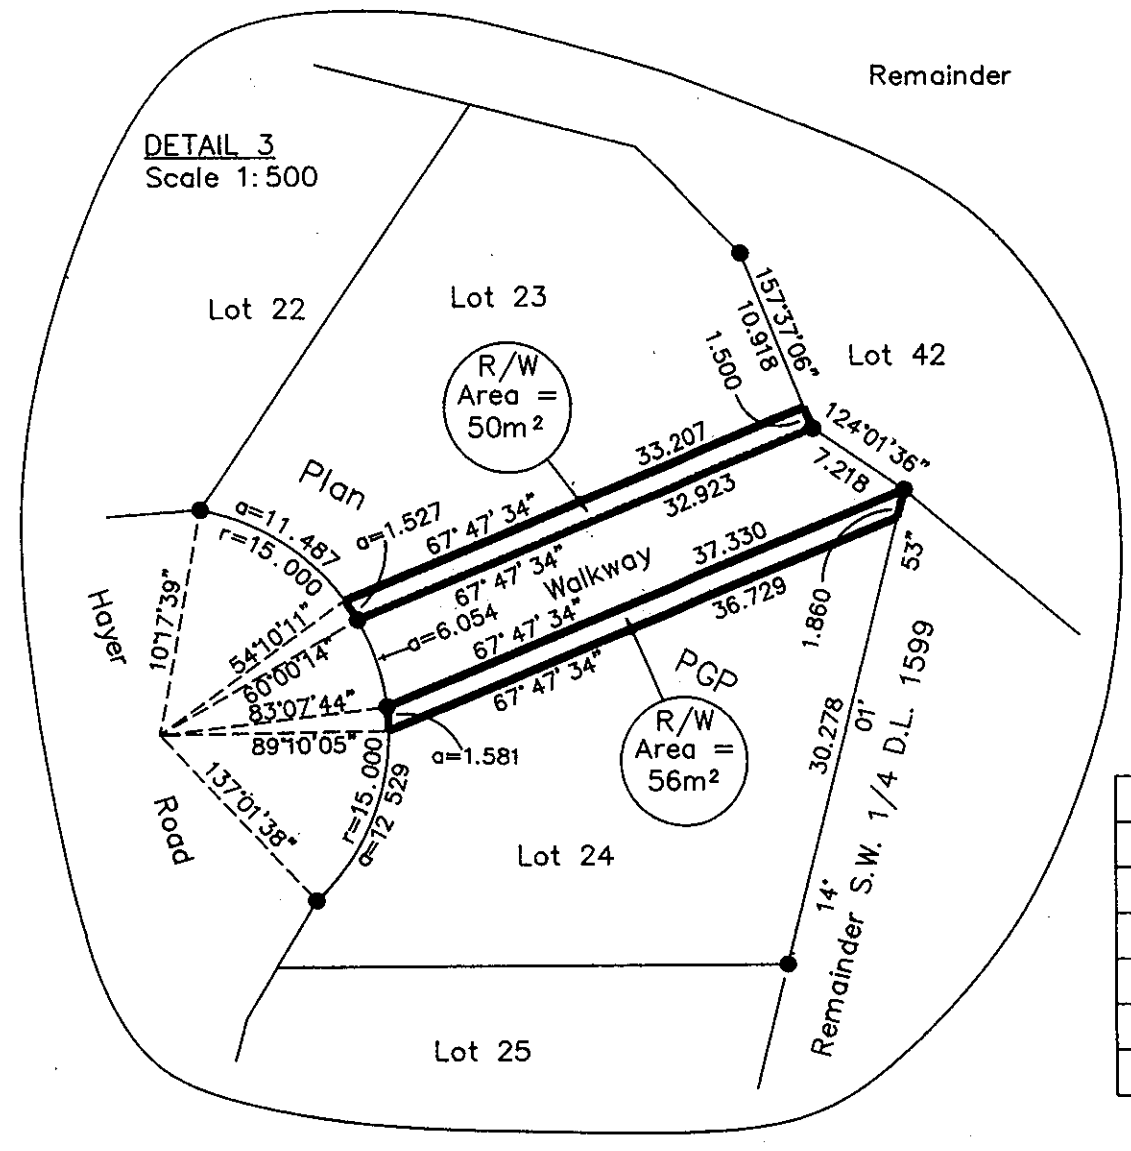 Remainder
DETAIL 3
Scale 1:500
Lot 22
Lot 23
157°37'06"
10.918
1.500
Lot 42
R/W
Area =
50m²
124°01'36"
7.218
33.207
32.923
Plan
a=11.487
r=15.000
a=1.527
67°47'34"
67°47'34"
Walkway
37.330
36.729
67°47'34"
67°47'34"
a=6.054
1.860
53"
Hayer
10°17'39"
54°10'11"
60°00'14"
83°07'44"
89°10'05"
137°01'38"
a=1.581
r=15.000
a=12 529
PGP
R/W
Area =
56m²
30.278
01'
14°
Remainder S.W. 1/4 D.L. 1599
Road
Lot 24
Lot 25